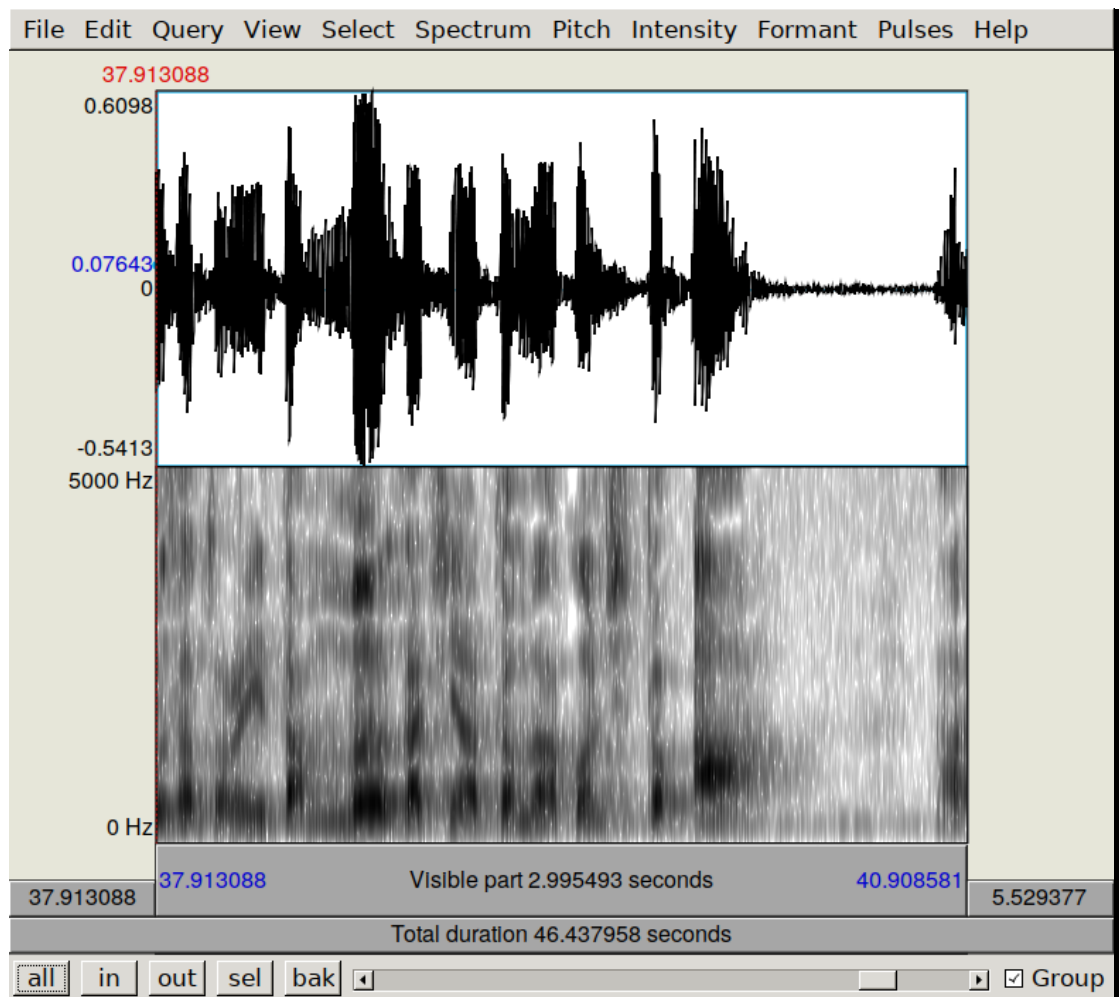 File Edit Query View Select Spectrum Pitch Intensity Formant Pulses Help
37.913088
0.6098
0.07643
0
-0.5413
5000 Hz
0 Hz
37.913088 Visible part 2.995493 seconds 40.908581
37.913088 5.529377
Total duration 46.437958 seconds
all in out sel bak Group